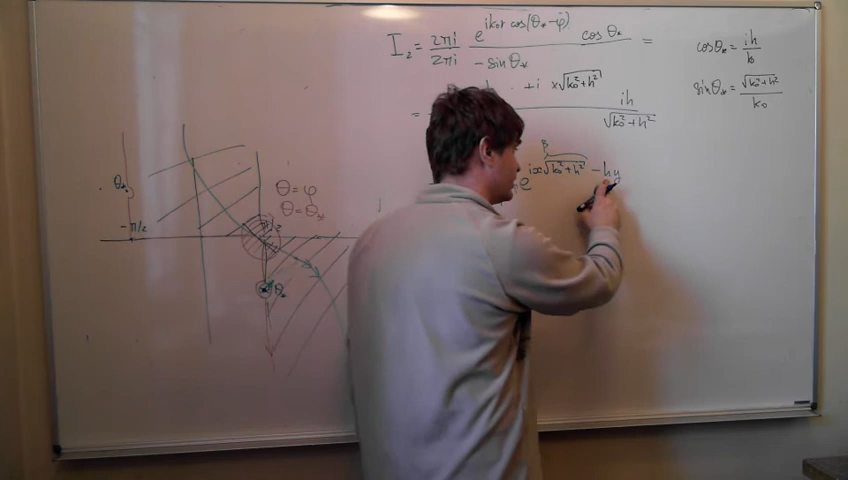 I₂ = 2πi/2πi e^{ik₀r cos(θ* - φ)} cos θ* / - sin θ* =
cos θ* = ih/k₀
sin θ* = √(k₀² + h²)/k₀
= + i x√(k₀² + h²) ih/√(k₀² + h²)
β
e^{ix√(k₀² + h²) - hy}
θ*
-π/2
θ = φ
θ = θ*
θ*